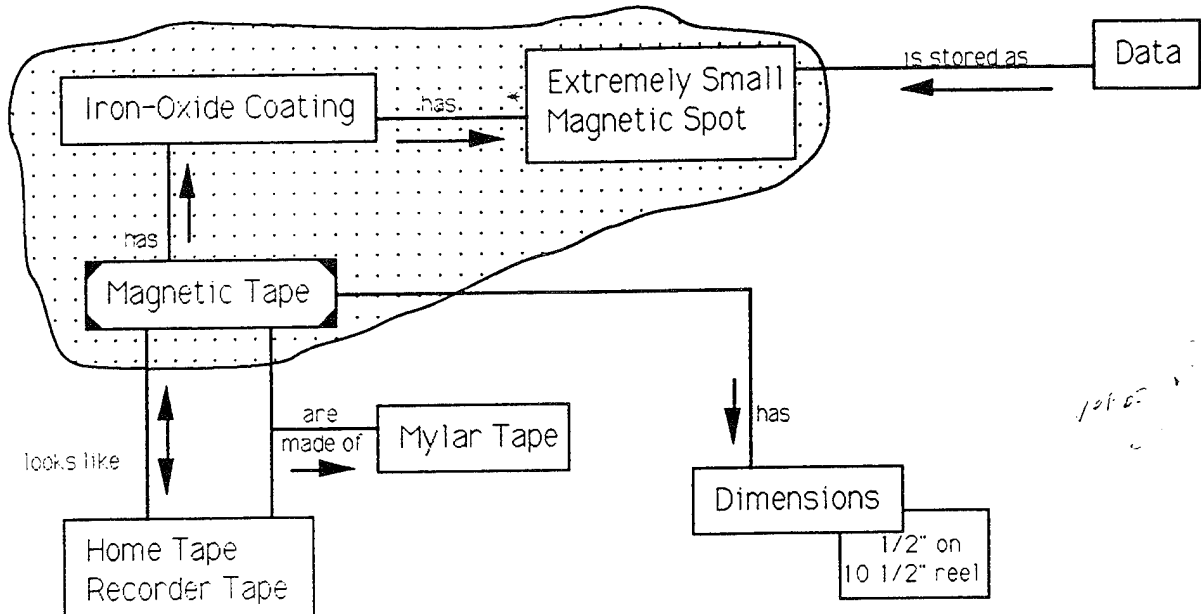 is stored as
Data
Extremely Small
Magnetic Spot
Iron-Oxide Coating
has
has
Magnetic Tape
are
made of
Mylar Tape
has
looks like
Dimensions
Home Tape
Recorder Tape
1/2" on
10 1/2" reel